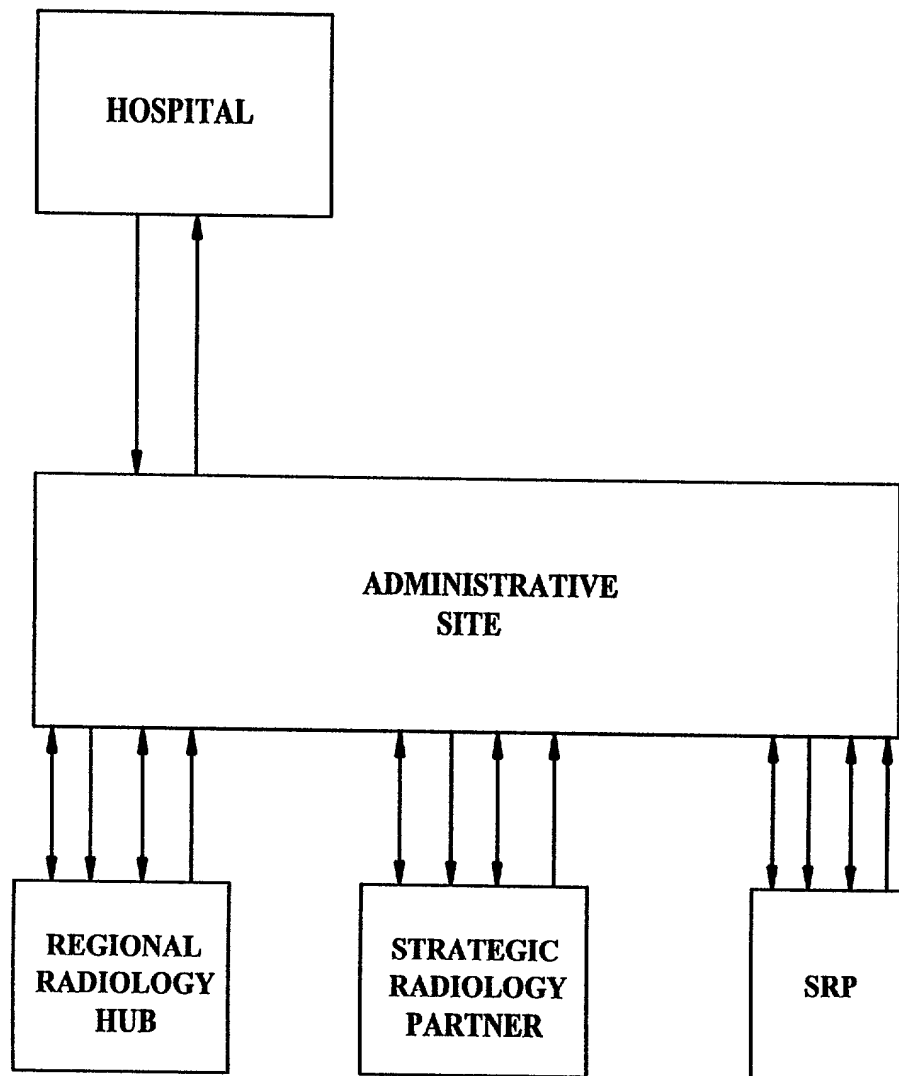 HOSPITAL
ADMINISTRATIVE
SITE
REGIONAL
RADIOLOGY
HUB
STRATEGIC
RADIOLOGY
PARTNER
SRP